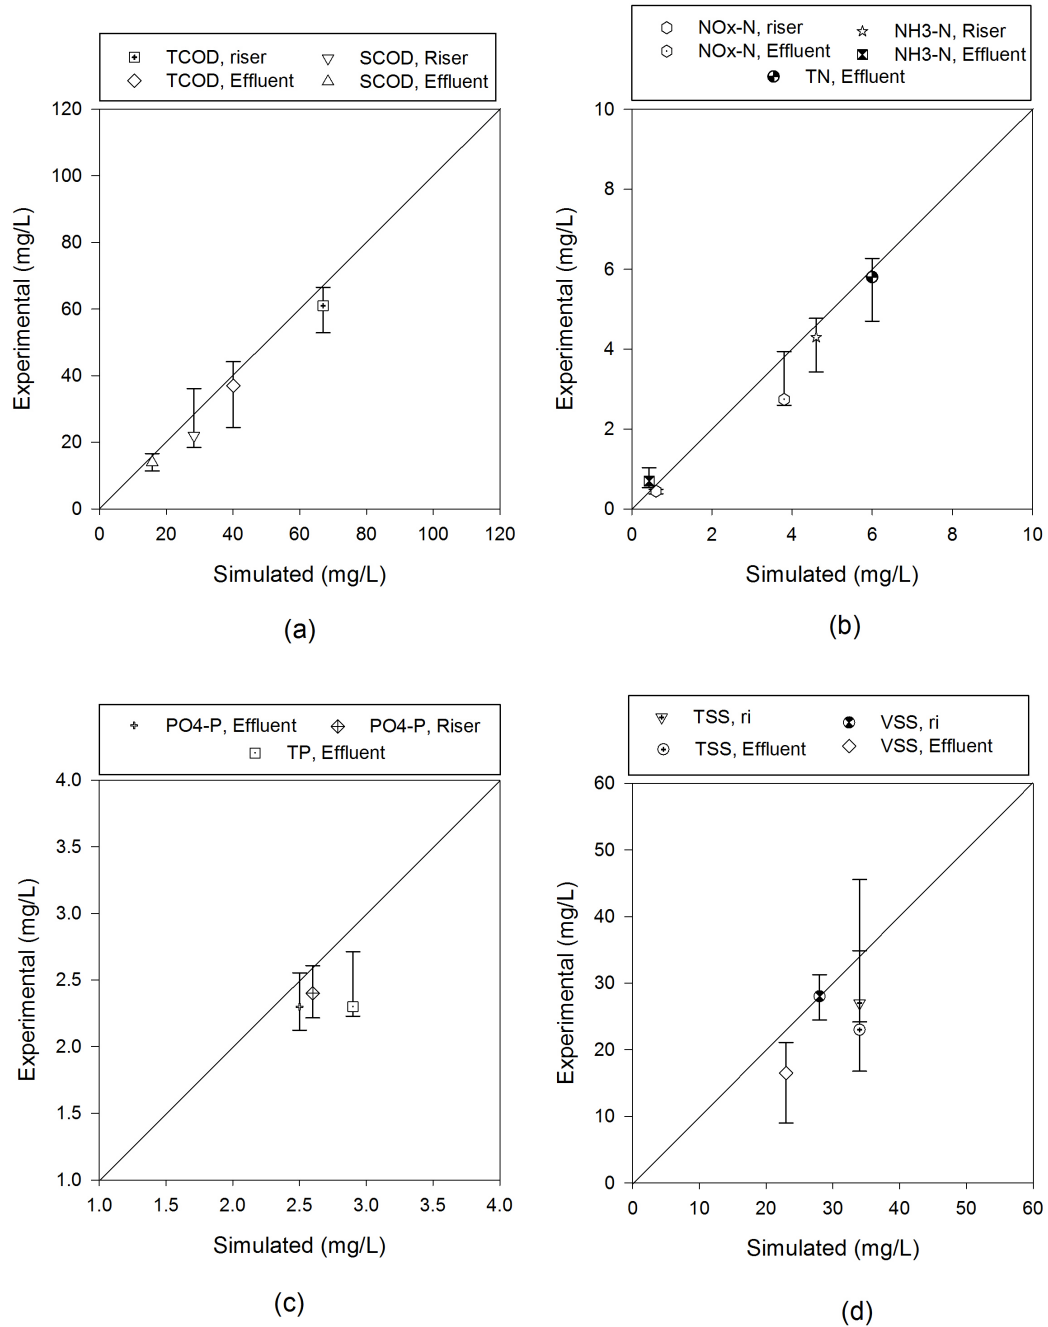 TCOD, riser SCOD, Riser
TCOD, Effluent SCOD, Effluent
120
100
80
60
40
20
0
Experimental (mg/L)
0 20 40 60 80 100 120
Simulated (mg/L)
(a)
NOx-N, riser NH3-N, Riser
NOx-N, Effluent NH3-N, Effluent
TN, Effluent
10
8
6
4
2
0
Experimental (mg/L)
0 2 4 6 8 10
Simulated (mg/L)
(b)
PO4-P, Effluent PO4-P, Riser
TP, Effluent
4.0
3.5
3.0
2.5
2.0
1.5
1.0
Experimental (mg/L)
1.0 1.5 2.0 2.5 3.0 3.5 4.0
Simulated (mg/L)
(c)
TSS, ri VSS, ri
TSS, Effluent VSS, Effluent
60
50
40
30
20
10
0
Experimental (mg/L)
0 10 20 30 40 50 60
Simulated (mg/L)
(d)